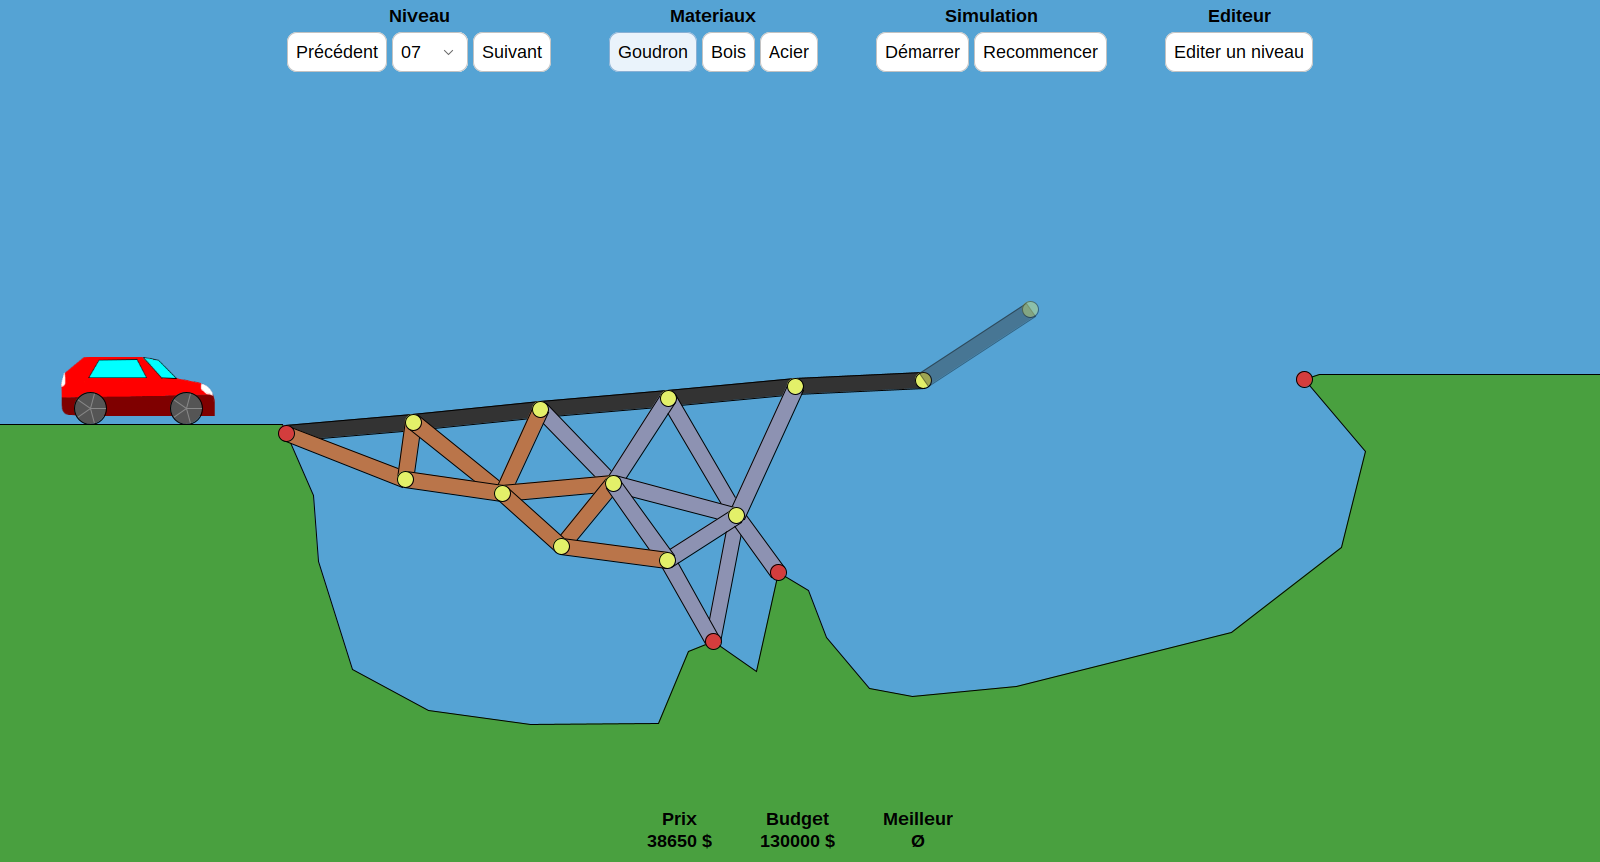 Niveau
Materiaux
Simulation
Editeur
Précédent
07
Suivant
Goudron
Bois
Acier
Démarrer
Recommencer
Editer un niveau
Prix
Budget
Meilleur
38650 $
130000 $
Ø